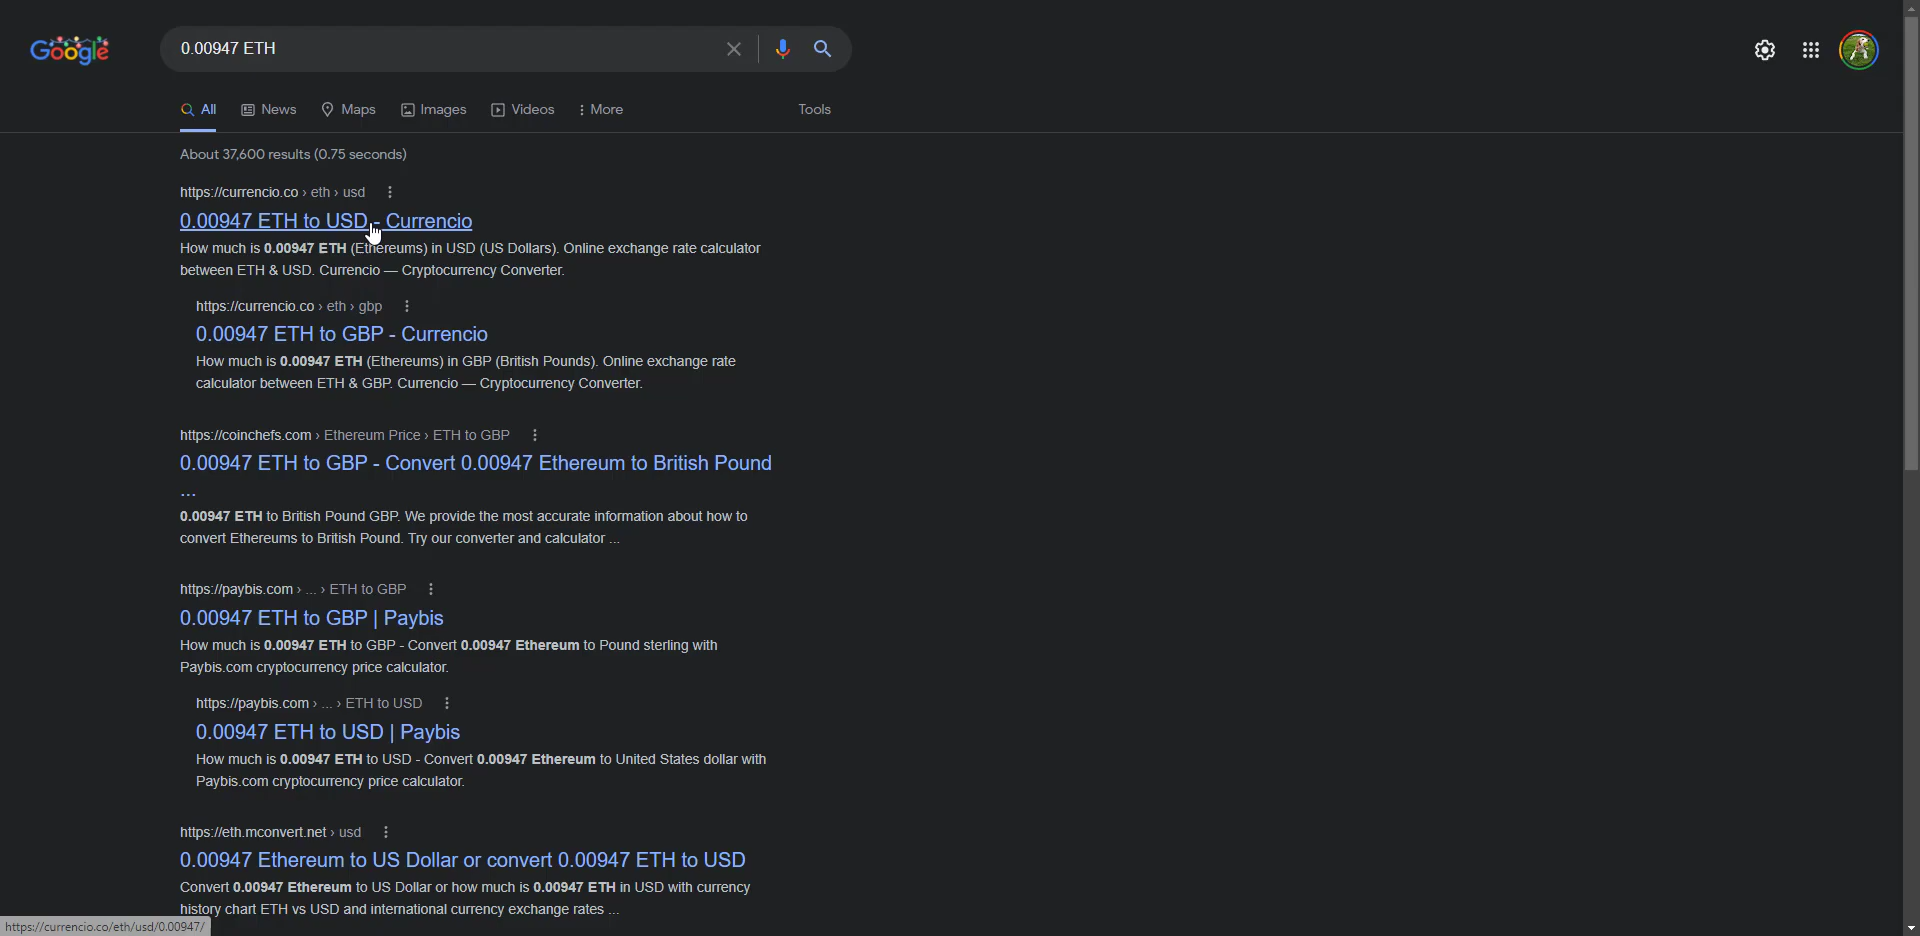 Google
0.00947 ETH
All News Maps Images Videos More Tools
About 37,600 results (0.75 seconds)
https://currencio.co › eth › usd
0.00947 ETH to USD - Currencio
How much is 0.00947 ETH (Ethereums) in USD (US Dollars). Online exchange rate calculator
between ETH & USD. Currencio — Cryptocurrency Converter.
https://currencio.co › eth › gbp
0.00947 ETH to GBP - Currencio
How much is 0.00947 ETH (Ethereums) in GBP (British Pounds). Online exchange rate
calculator between ETH & GBP. Currencio — Cryptocurrency Converter.
https://coinchefs.com › Ethereum Price › ETH to GBP
0.00947 ETH to GBP - Convert 0.00947 Ethereum to British Pound
...
0.00947 ETH to British Pound GBP. We provide the most accurate information about how to
convert Ethereums to British Pound. Try our converter and calculator ...
https://paybis.com › ... › ETH to GBP
0.00947 ETH to GBP | Paybis
How much is 0.00947 ETH to GBP - Convert 0.00947 Ethereum to Pound sterling with
Paybis.com cryptocurrency price calculator.
https://paybis.com › ... › ETH to USD
0.00947 ETH to USD | Paybis
How much is 0.00947 ETH to USD - Convert 0.00947 Ethereum to United States dollar with
Paybis.com cryptocurrency price calculator.
https://eth.mconvert.net › usd
0.00947 Ethereum to US Dollar or convert 0.00947 ETH to USD
Convert 0.00947 Ethereum to US Dollar or how much is 0.00947 ETH in USD with currency
history chart ETH vs USD and international currency exchange rates ...
https://currencio.co/eth/usd/0.00947/